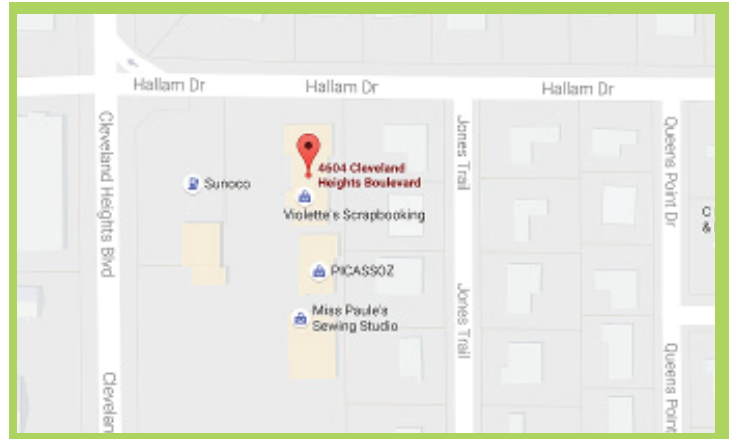 Hallam Dr
Hallam Dr
Hallam Dr
Cleveland Heights Blvd
Jones Trail
Queens Point Dr
4604 Cleveland
Heights Boulevard
Sunoco
Violette's Scrapbooking
C
&
PICASSOZ
Miss Paule's
Sewing Studio
Jones Trail
Queens Point
Clevelan